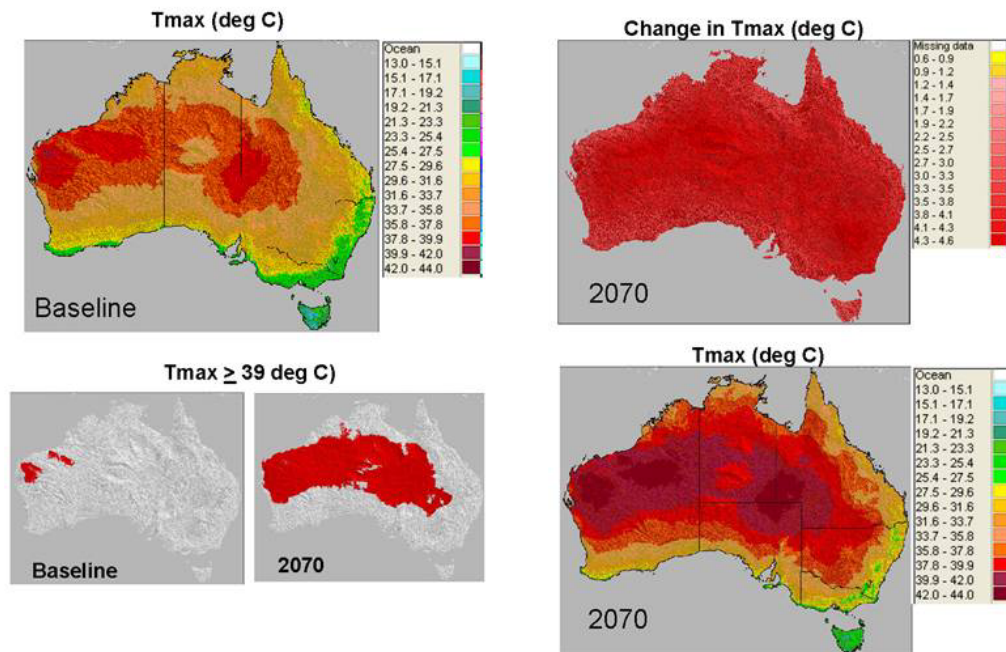 Tmax (deg C)
Ocean
13.0 - 15.1
15.1 - 17.1
17.1 - 19.2
19.2 - 21.3
21.3 - 23.3
23.3 - 25.4
25.4 - 27.5
27.5 - 29.6
29.6 - 31.6
31.6 - 33.7
33.7 - 35.8
35.8 - 37.8
37.8 - 39.9
39.9 - 42.0
42.0 - 44.0
Baseline
Change in Tmax (deg C)
Missing data
0.6 - 0.9
0.9 - 1.2
1.2 - 1.4
1.4 - 1.7
1.7 - 1.9
1.9 - 2.2
2.2 - 2.5
2.5 - 2.7
2.7 - 3.0
3.0 - 3.3
3.3 - 3.5
3.5 - 3.8
3.8 - 4.1
4.1 - 4.3
4.3 - 4.6
2070
Tmax ≥ 39 deg C)
Baseline
2070
Tmax (deg C)
Ocean
13.0 - 15.1
15.1 - 17.1
17.1 - 19.2
19.2 - 21.3
21.3 - 23.3
23.3 - 25.4
25.4 - 27.5
27.5 - 29.6
29.6 - 31.6
31.6 - 33.7
33.7 - 35.8
35.8 - 37.8
37.8 - 39.9
39.9 - 42.0
42.0 - 44.0
2070